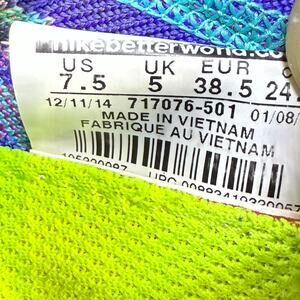 nikebetterworld.co
US UK EUR
7.5 5 38.5 24.
12/11/14 717076-501 01/08/
MADE IN VIETNAM
FABRIQUE AU VIETNAM